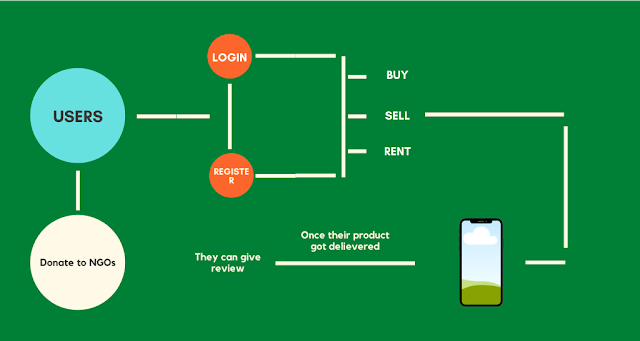 LOGIN
BUY
USERS
SELL
RENT
REGISTE
R
Donate to NGOs
Once their product
got delievered
They can give
review